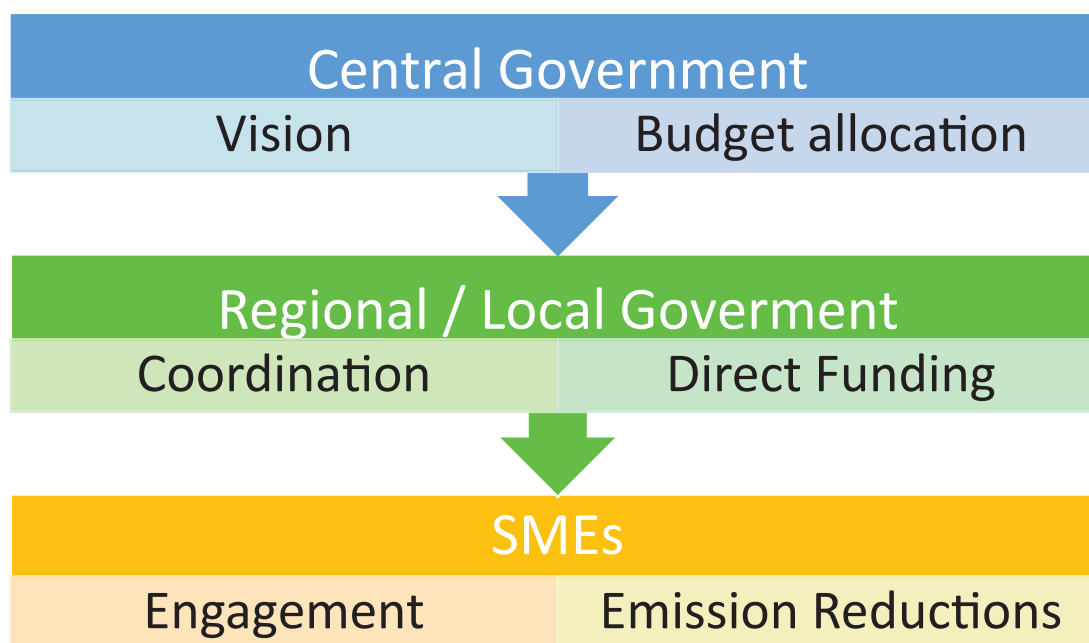 Central Government
Vision
Budget allocation
Regional / Local Goverment
Coordination
Direct Funding
SMEs
Engagement
Emission Reductions